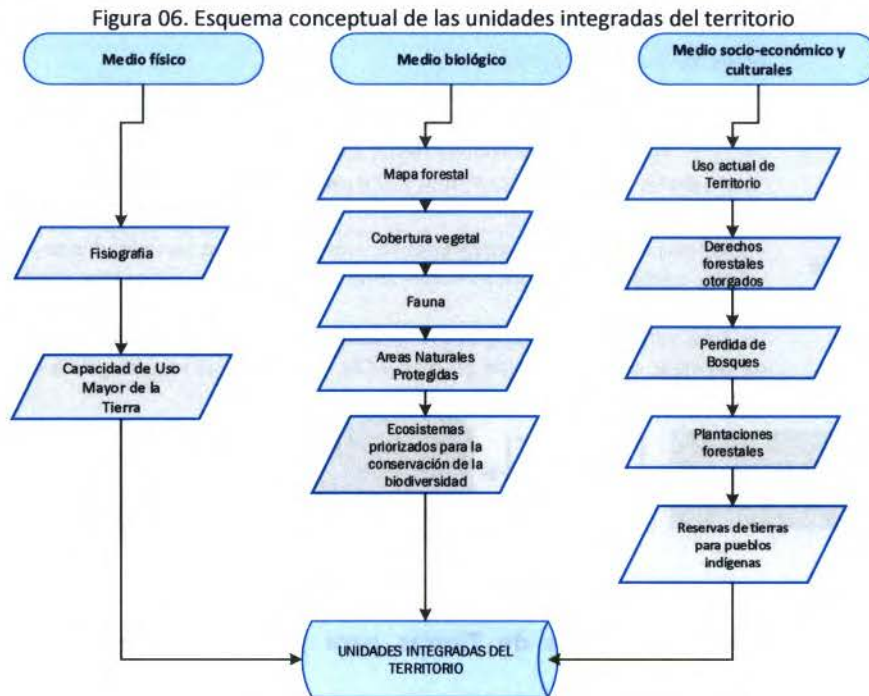 Figura 06. Esquema conceptual de las unidades integradas del territorio
Medio físico
Fisiografia
Capacidad de Uso
Mayor de la
Tierra
Medio biológico
Mapa forestal
Cobertura vegetal
Fauna
Areas Naturales
Protegidas
Ecosistemas
priorizados para la
conservación de la
biodiversidad
Medio socio-económico y
culturales
Uso actual de
Territorio
Derechos
forestales
otorgados
Perdida de
Bosques
Plantaciones
forestales
Reservas de tierras
para pueblos
indígenas
UNIDADES INTEGRADAS DEL
TERRITORIO